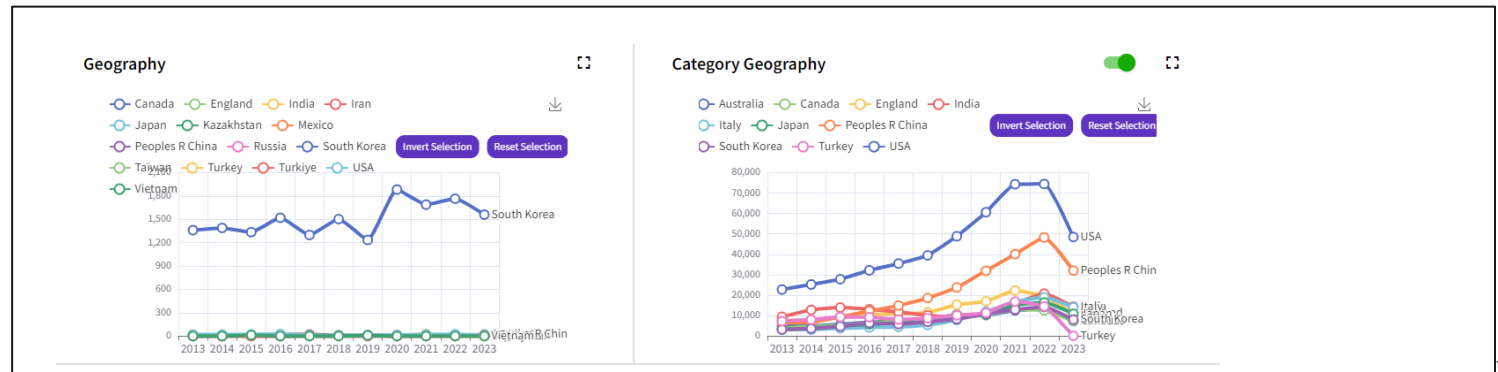 Geography
Canada England India Iran
Japan Kazakhstan Mexico
Peoples R China Russia South Korea Invert Selection Reset Selection
Taiwan Turkey Turkiye USA
Vietnam
2,100
1,800
1,500
1,200
900
600
300
0
South Korea
Vietnam R Chin
2013 2014 2015 2016 2017 2018 2019 2020 2021 2022 2023
Category Geography
Australia Canada England India
Italy Japan Peoples R China Invert Selection Reset Selection
South Korea Turkey USA
80,000
70,000
60,000
50,000
40,000
30,000
20,000
10,000
0
USA
Peoples R Chin
Italy
South Korea
Turkey
2013 2014 2015 2016 2017 2018 2019 2020 2021 2022 2023